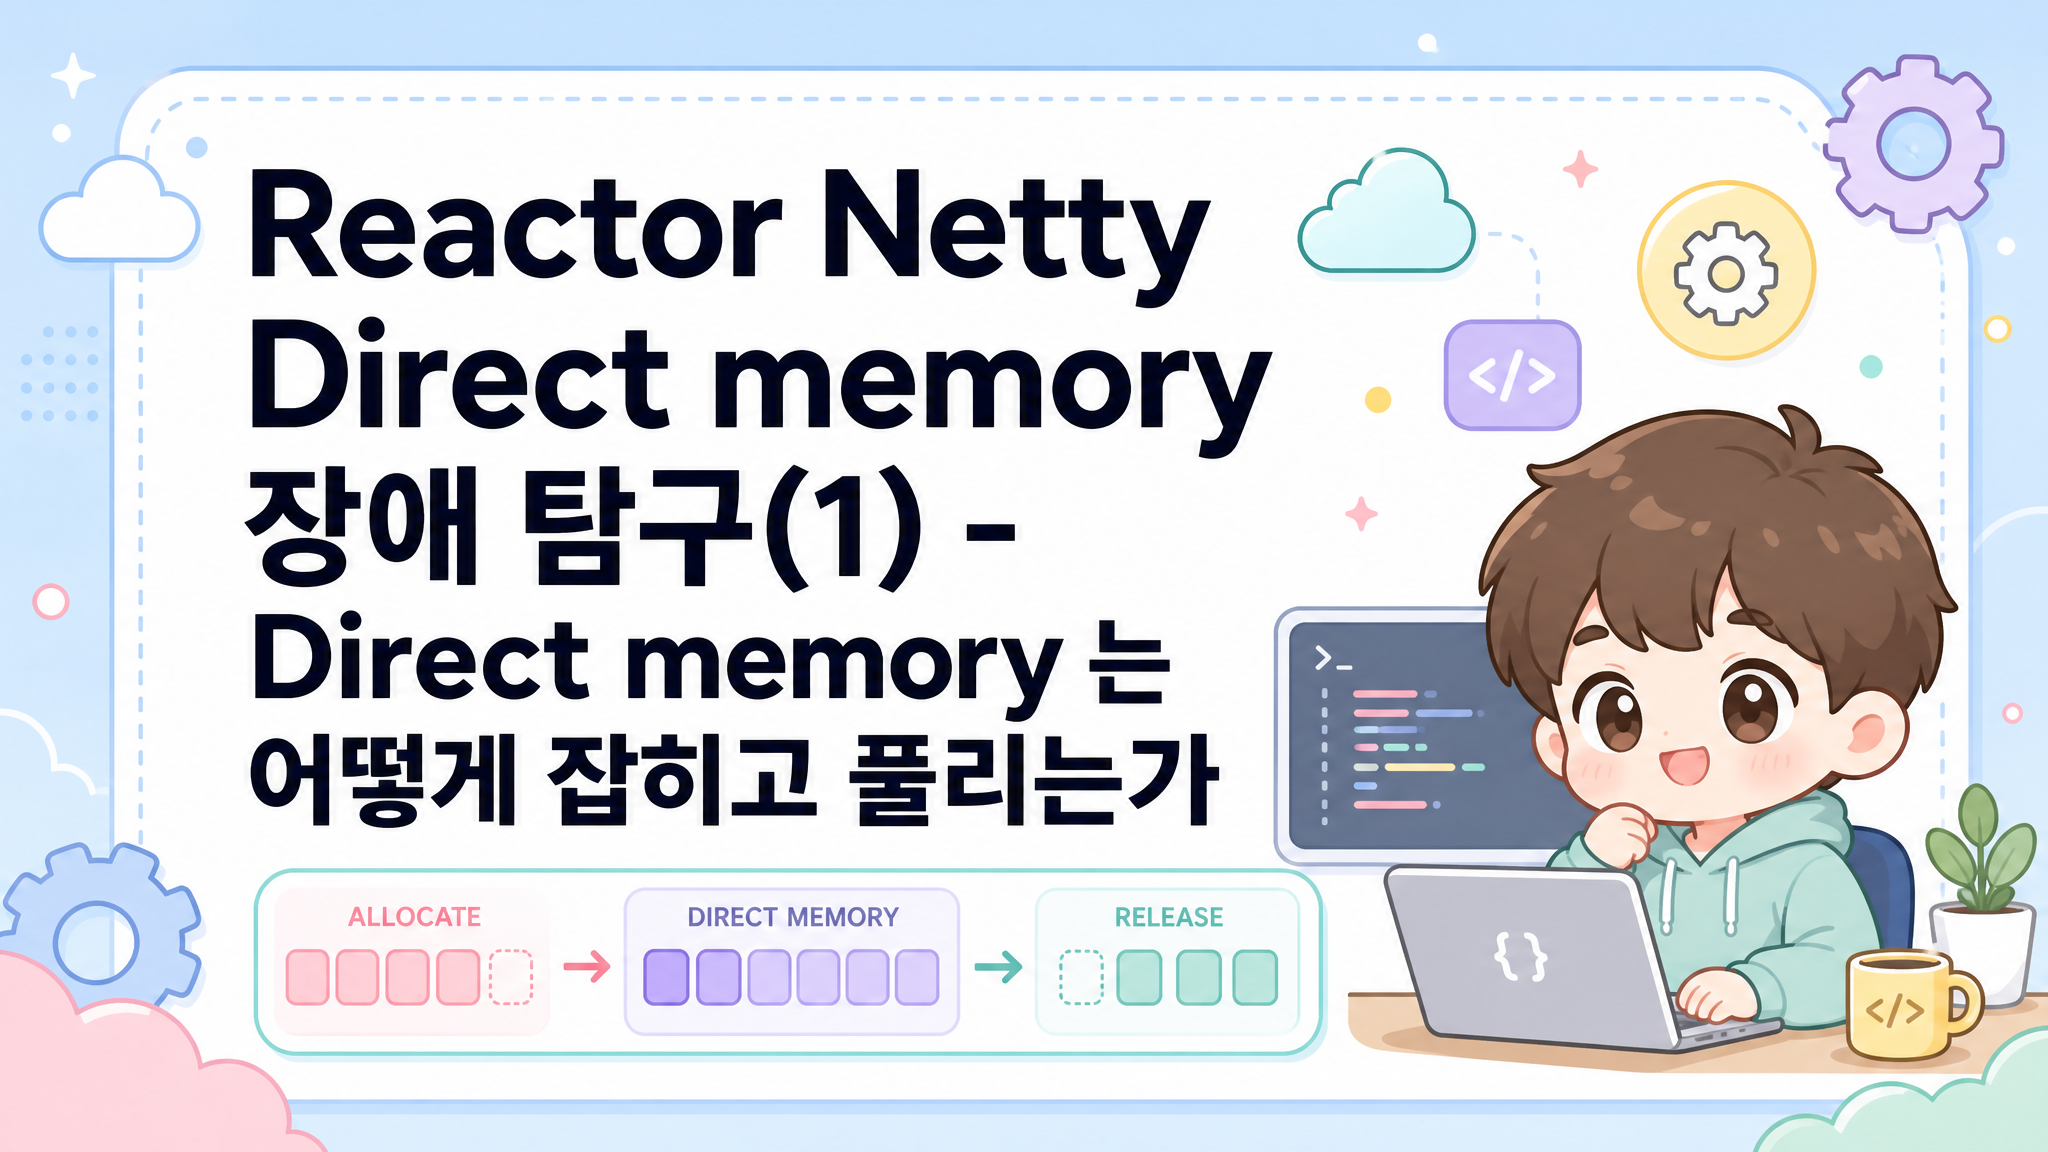 Reactor Netty
Direct memory
장애 탐구(1) -
Direct memory 는
어떻게 잡히고 풀리는가
ALLOCATE
DIRECT MEMORY
RELEASE
</>
>_
{}
</>